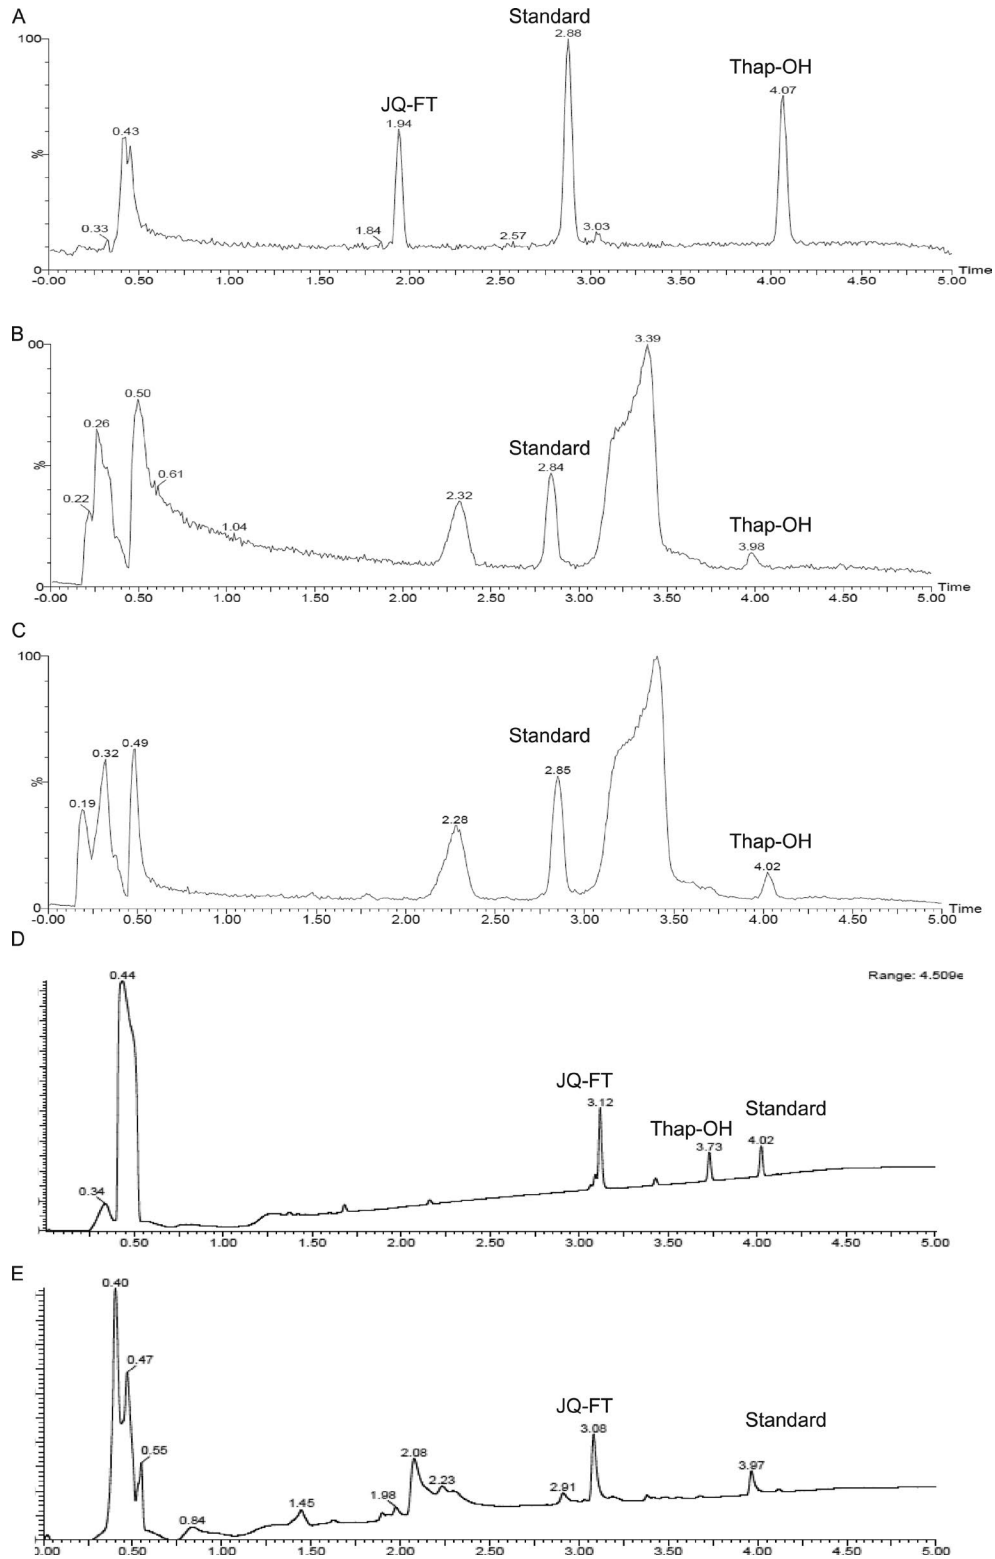 A
Standard
100
2.88
Thap-OH
JQ-FT
4.07
0.43
1.94
%
0.33
1.84
2.57
3.03
0
-0.00 0.50 1.00 1.50 2.00 2.50 3.00 3.50 4.00 4.50 5.00
Time
B
00
3.39
0.50
0.26
Standard
0.61
2.84
%
0.22
2.32
Thap-OH
1.04
3.98
0
-0.00 0.50 1.00 1.50 2.00 2.50 3.00 3.50 4.00 4.50 5.00
Time
C
100
Standard
0.49
0.32
2.85
%
0.19
2.28
Thap-OH
4.02
0
-0.00 0.50 1.00 1.50 2.00 2.50 3.00 3.50 4.00 4.50 5.00
Time
D
0.44
Range: 4.509e
JQ-FT
3.12
Standard
Thap-OH
4.02
3.73
0.34
0.50 1.00 1.50 2.00 2.50 3.00 3.50 4.00 4.50 5.00
E
0.40
0.47
JQ-FT
Standard
3.08
0.55
2.08
3.97
2.23
2.91
1.98
1.45
0.84
0.00 0.50 1.00 1.50 2.00 2.50 3.00 3.50 4.00 4.50 5.00